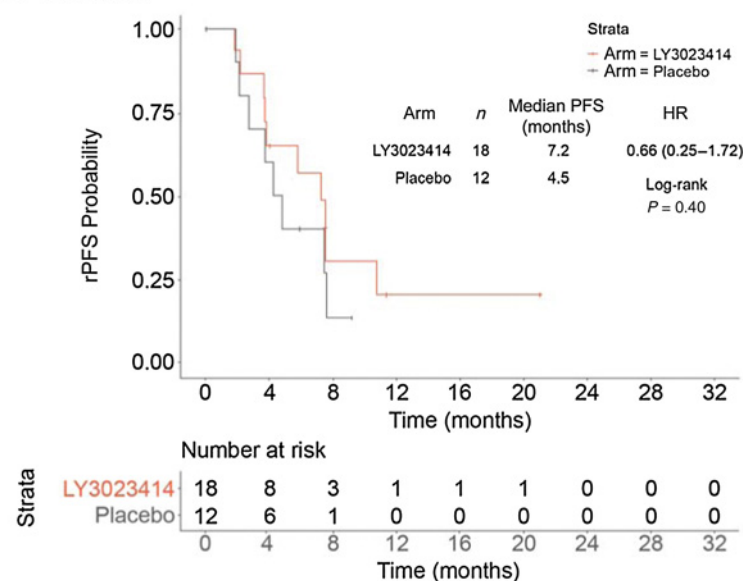 1.00
0.75
0.50
0.25
0.00
rPFS Probability
Strata
Arm = LY3023414
Arm = Placebo
Arm n Median PFS (months) HR
LY3023414 18 7.2 0.66 (0.25–1.72)
Placebo 12 4.5 Log-rank
P = 0.40
0 4 8 12 16 20 24 28 32
Time (months)
Number at risk
Strata
LY3023414 18 8 3 1 1 1 0 0 0
Placebo 12 6 1 0 0 0 0 0 0
0 4 8 12 16 20 24 28 32
Time (months)